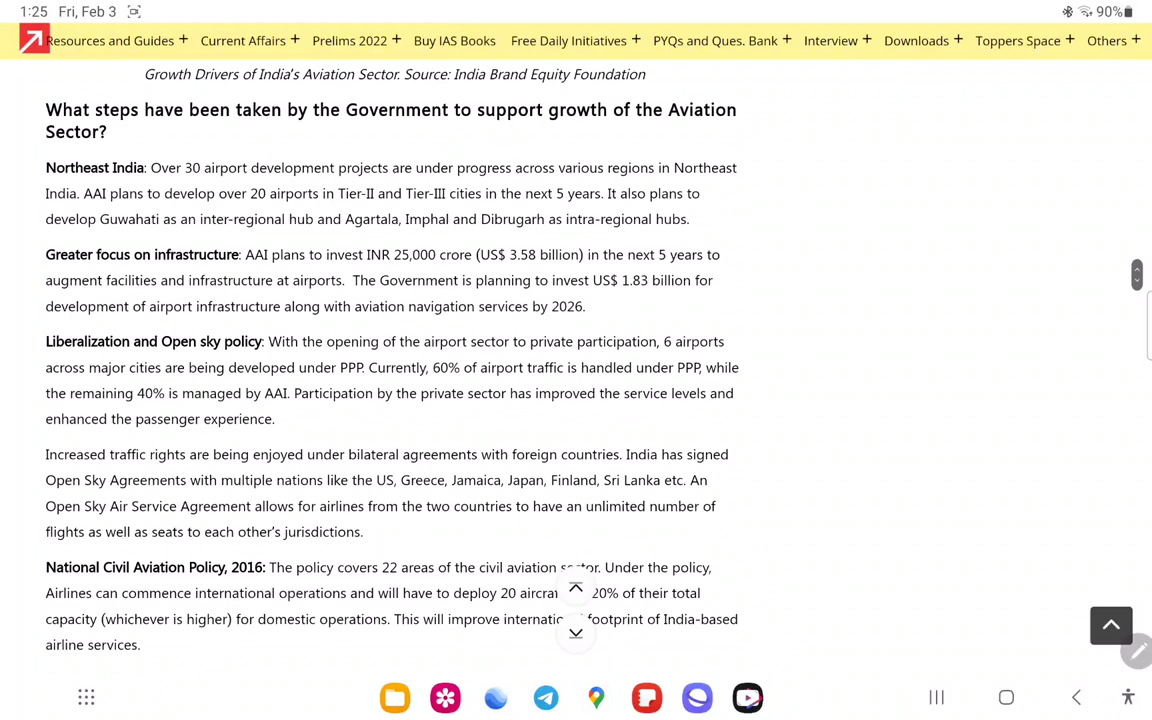 1:25 Fri, Feb 3 90%
Resources and Guides + Current Affairs + Prelims 2022 + Buy IAS Books Free Daily Initiatives + PYQs and Ques. Bank + Interview + Downloads + Toppers Space + Others +
Growth Drivers of India's Aviation Sector. Source: India Brand Equity Foundation
What steps have been taken by the Government to support growth of the Aviation
Sector?
Northeast India: Over 30 airport development projects are under progress across various regions in Northeast
India. AAI plans to develop over 20 airports in Tier-II and Tier-III cities in the next 5 years. It also plans to
develop Guwahati as an inter-regional hub and Agartala, Imphal and Dibrugarh as intra-regional hubs.
Greater focus on infrastructure: AAI plans to invest INR 25,000 crore (US$ 3.58 billion) in the next 5 years to
augment facilities and infrastructure at airports. The Government is planning to invest US$ 1.83 billion for
development of airport infrastructure along with aviation navigation services by 2026.
Liberalization and Open sky policy: With the opening of the airport sector to private participation, 6 airports
across major cities are being developed under PPP. Currently, 60% of airport traffic is handled under PPP, while
the remaining 40% is managed by AAI. Participation by the private sector has improved the service levels and
enhanced the passenger experience.
Increased traffic rights are being enjoyed under bilateral agreements with foreign countries. India has signed
Open Sky Agreements with multiple nations like the US, Greece, Jamaica, Japan, Finland, Sri Lanka etc. An
Open Sky Air Service Agreement allows for airlines from the two countries to have an unlimited number of
flights as well as seats to each other's jurisdictions.
National Civil Aviation Policy, 2016: The policy covers 22 areas of the civil aviation sector. Under the policy,
Airlines can commence international operations and will have to deploy 20 20% of their total
capacity (whichever is higher) for domestic operations. This will improve footprint of India-based
airline services.